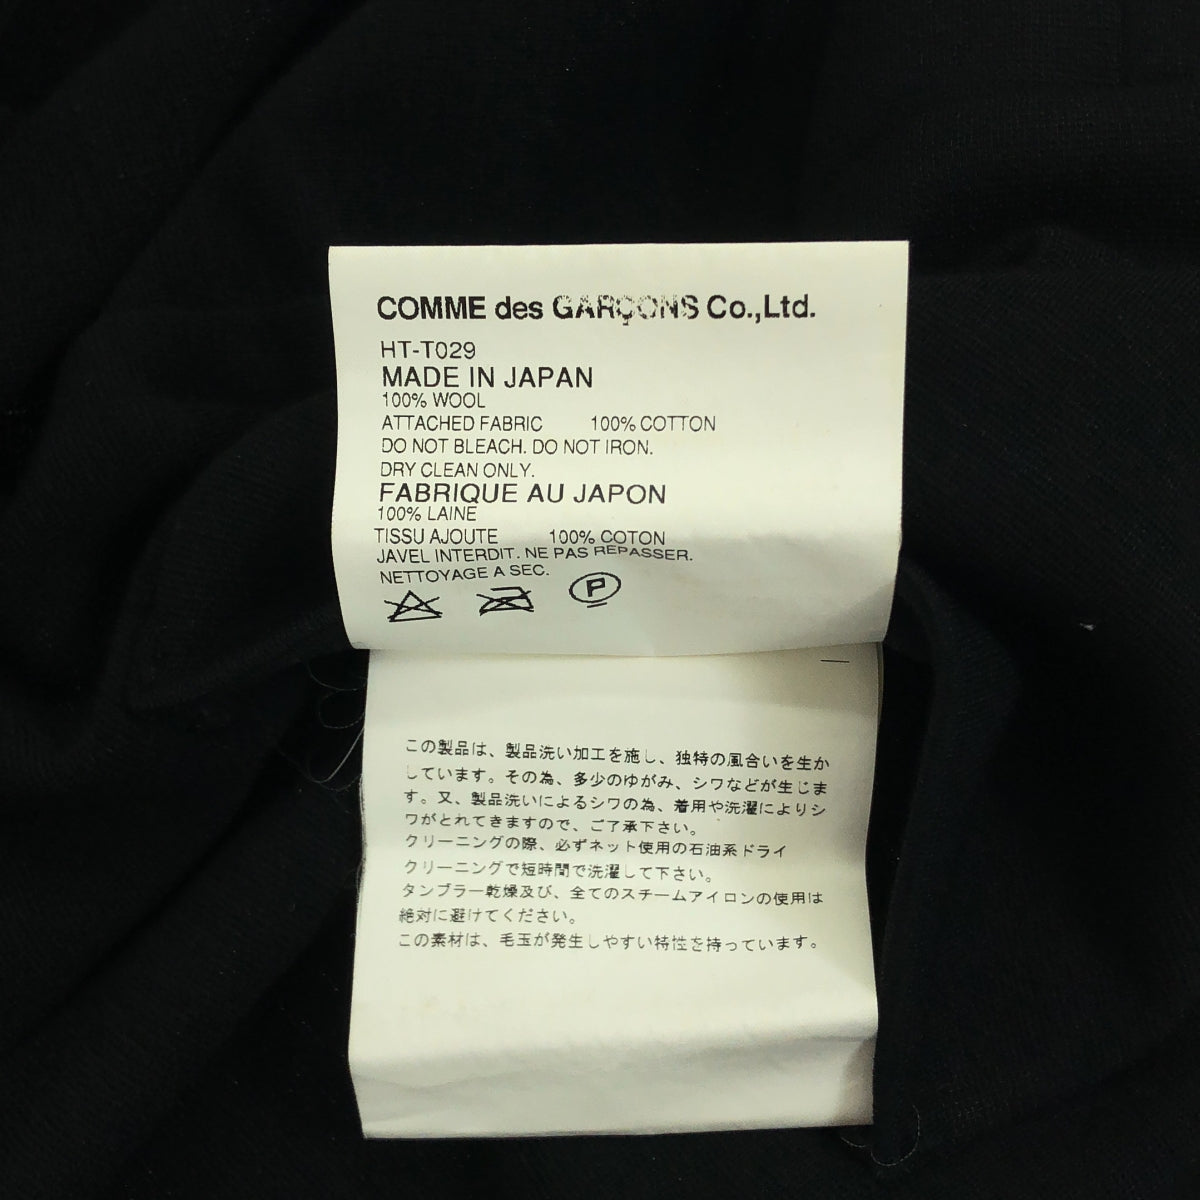 COMME des GARÇONS Co.,Ltd.
HT-T029
MADE IN JAPAN
100% WOOL
ATTACHED FABRIC 100% COTTON
DO NOT BLEACH. DO NOT IRON.
DRY CLEAN ONLY.
FABRIQUE AU JAPON
100% LAINE
TISSU AJOUTE 100% COTON
JAVEL INTERDIT. NE PAS REPASSER.
NETTOYAGE A SEC.
P
この製品は、製品洗い加工を施し、独特の風合いを生か
しています。その為、多少のゆがみ、シワなどが生じま
す。又、製品洗いによるシワの為、着用や洗濯によりシ
ワがとれてきますので、ご了承下さい。
クリーニングの際、必ずネット使用の石油系ドライ
クリーニングで短時間で洗濯して下さい。
タンブラー乾燥及び、全てのスチームアイロンの使用は
絶対に避けてください。
この素材は、毛玉が発生しやすい特性を持っています。